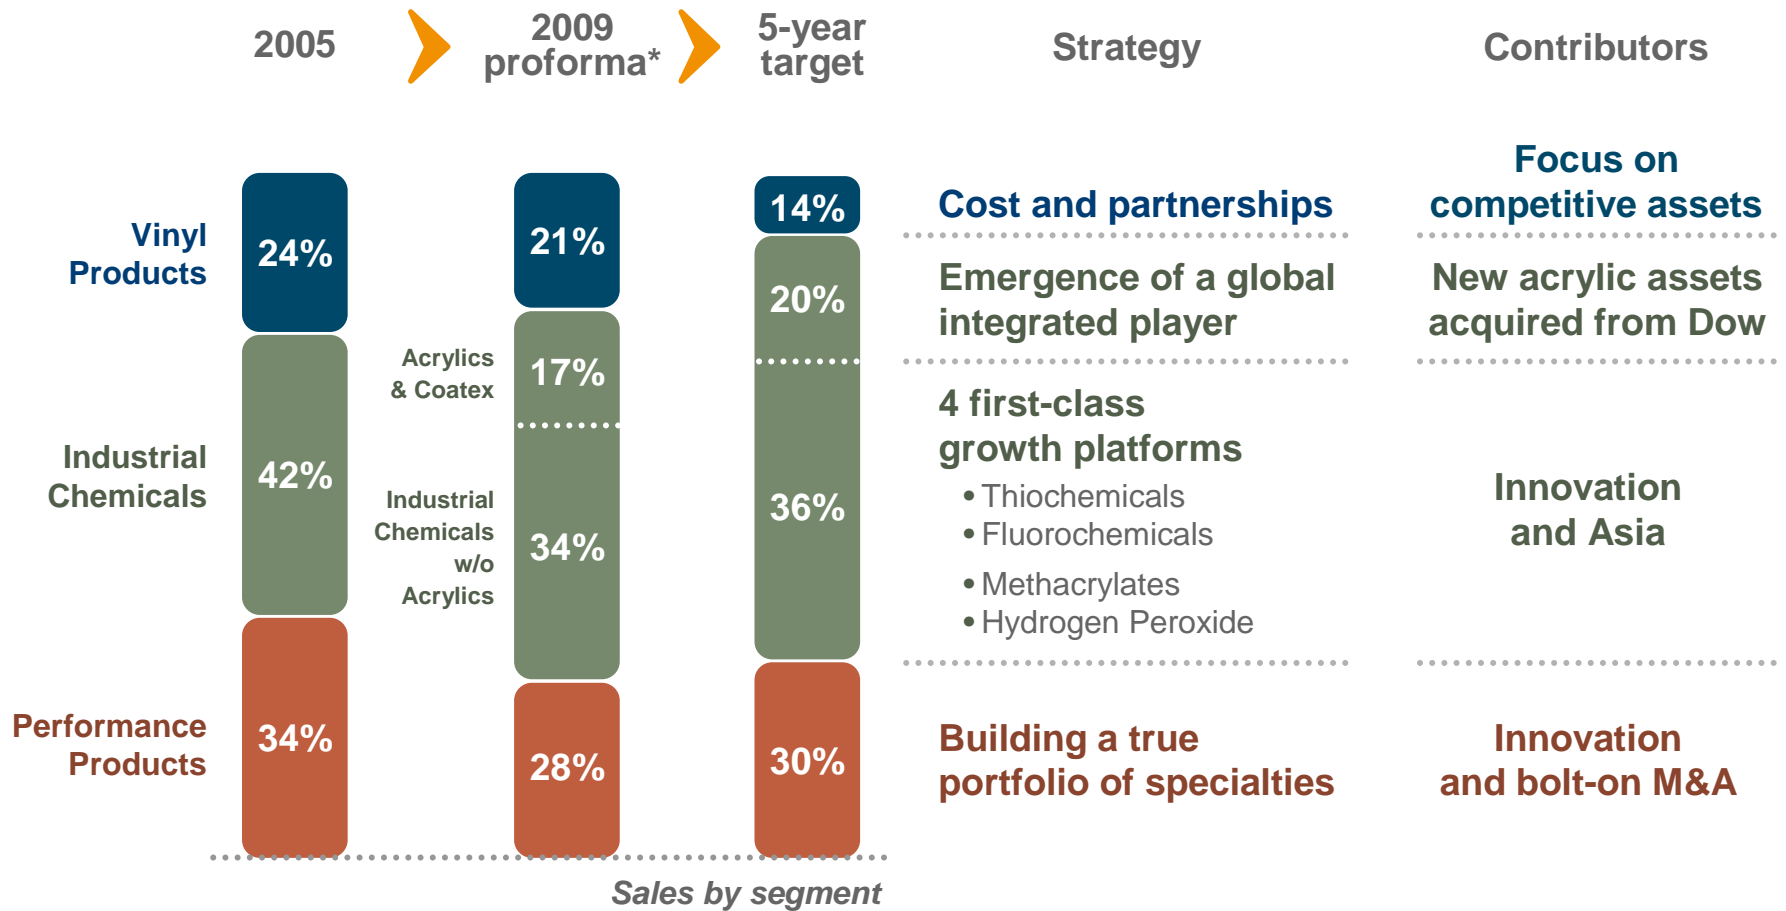 2005
2009
proforma*
5-year
target
Strategy
Contributors
Vinyl
Products
24%
21%
14%
Cost and partnerships
Focus on
competitive assets
Acrylics
& Coatex
17%
20%
Emergence of a global
integrated player
New acrylic assets
acquired from Dow
Industrial
Chemicals
42%
Industrial
Chemicals
w/o
Acrylics
34%
36%
4 first-class
growth platforms
• Thiochemicals
• Fluorochemicals
• Methacrylates
• Hydrogen Peroxide
Innovation
and Asia
Performance
Products
34%
28%
30%
Building a true
portfolio of specialties
Innovation
and bolt-on M&A
Sales by segment